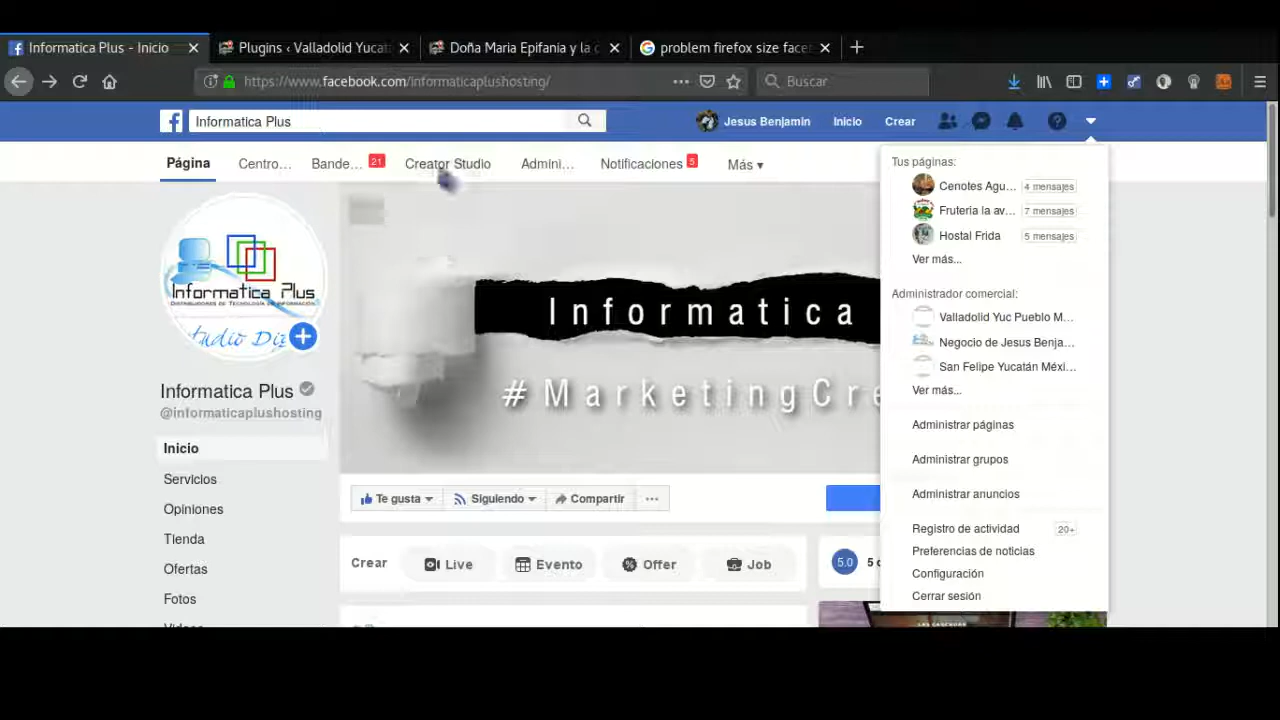 Informatica Plus - Inicio
Plugins ‹ Valladolid Yucat
Doña Maria Epifania y la c
problem firefox size face
https://www.facebook.com/informaticaplushosting/
Buscar
Informatica Plus
Jesus Benjamin
Inicio
Crear
Página
Centro...
Bande... 21
Creator Studio
Admini...
Notificaciones 5
Más
Tus páginas:
Cenotes Agu... 4 mensajes
Fruteria la av... 7 mensajes
Hostal Frida 5 mensajes
Ver más...
Administrador comercial:
Valladolid Yuc Pueblo M...
Negocio de Jesus Benja...
San Felipe Yucatán Méxi...
Ver más...
Administrar páginas
Administrar grupos
Administrar anuncios
Registro de actividad 20+
Preferencias de noticias
Configuración
Cerrar sesión
Informatica Plus
DISTRIBUIDORES DE TECNOLOGÍA DE INFORMACIÓN
Informatica
#MarketingCre
Informatica Plus
@informaticaplushosting
Inicio
Servicios
Opiniones
Tienda
Ofertas
Fotos
Te gusta
Siguiendo
Compartir
...
Crear
Live
Evento
Offer
Job
5.0